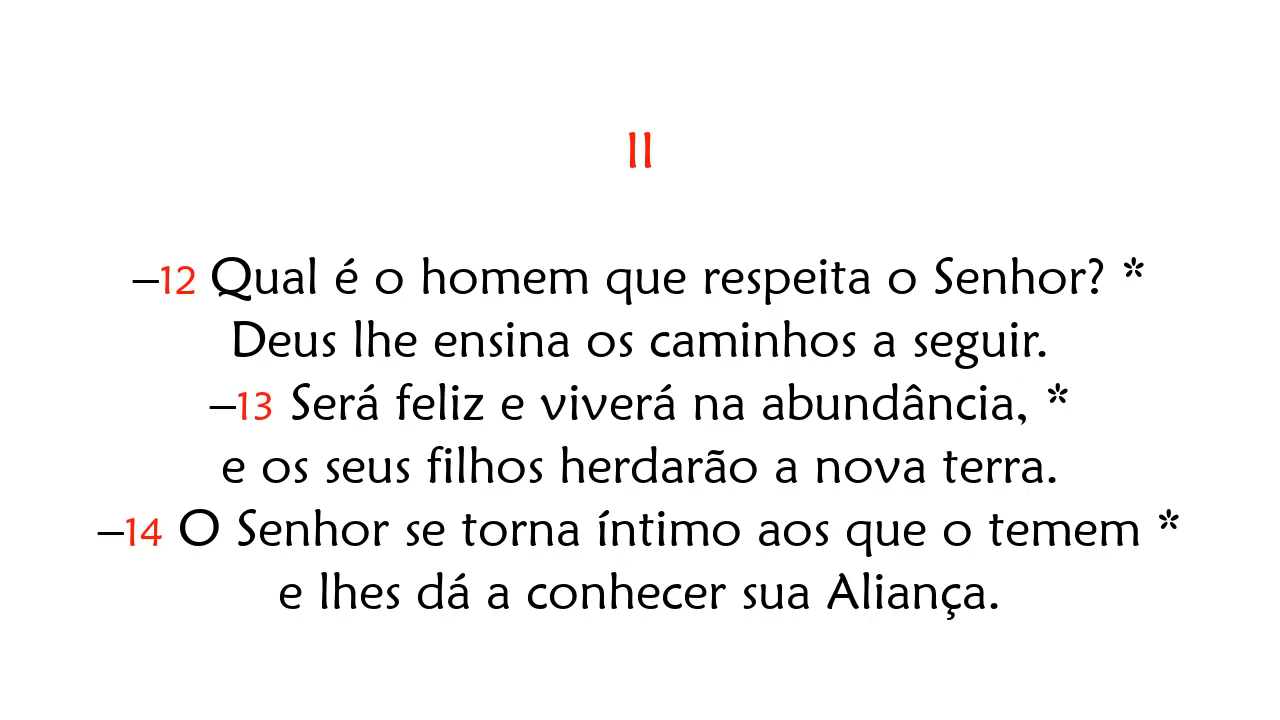 II
–12 Qual é o homem que respeita o Senhor? *
Deus lhe ensina os caminhos a seguir.
–13 Será feliz e viverá na abundância, *
e os seus filhos herdarão a nova terra.
–14 O Senhor se torna íntimo aos que o temem *
e lhes dá a conhecer sua Aliança.